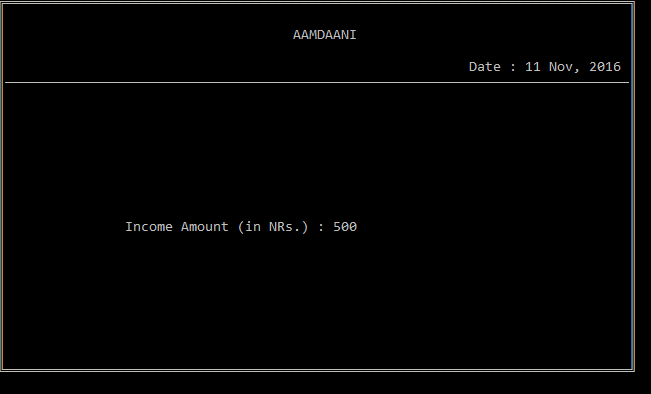 AAMDAANI
Date : 11 Nov, 2016
Income Amount (in NRs.) : 500